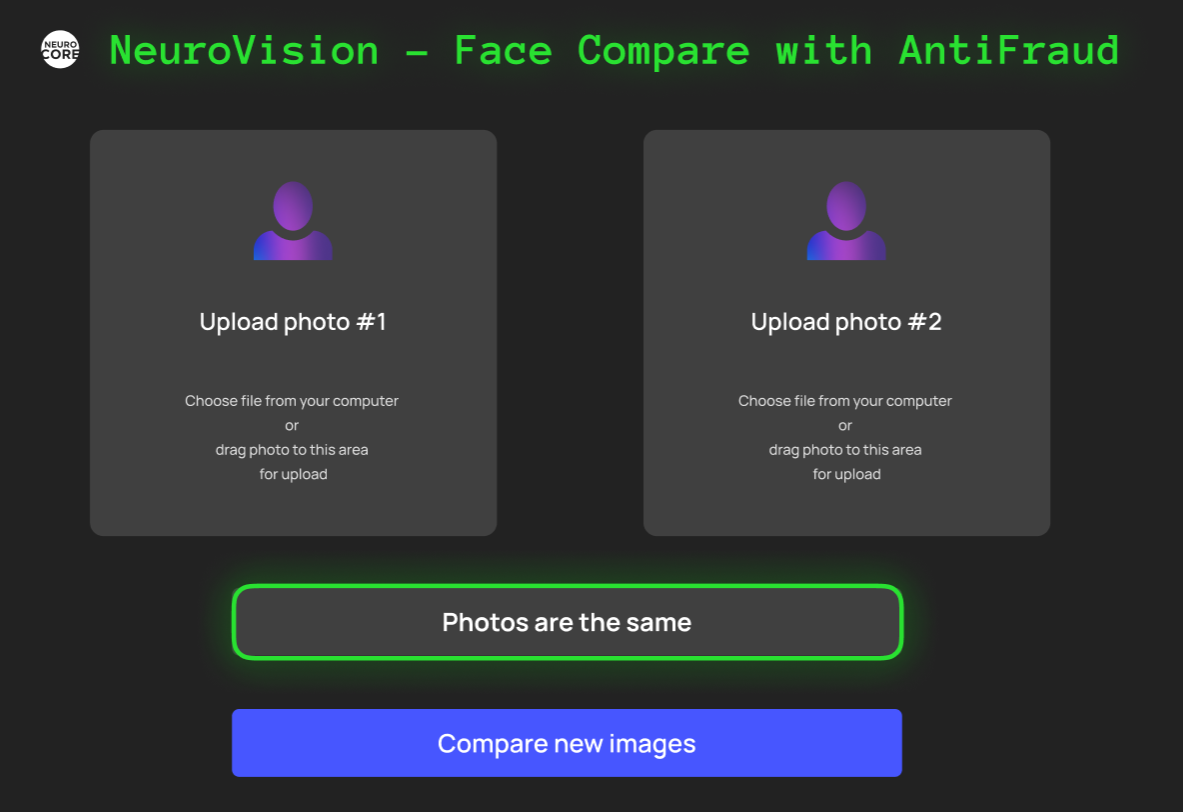 NEURO
CORE
NeuroVision – Face Compare with AntiFraud
Upload photo #1
Choose file from your computer
or
drag photo to this area
for upload
Upload photo #2
Choose file from your computer
or
drag photo to this area
for upload
Photos are the same
Compare new images